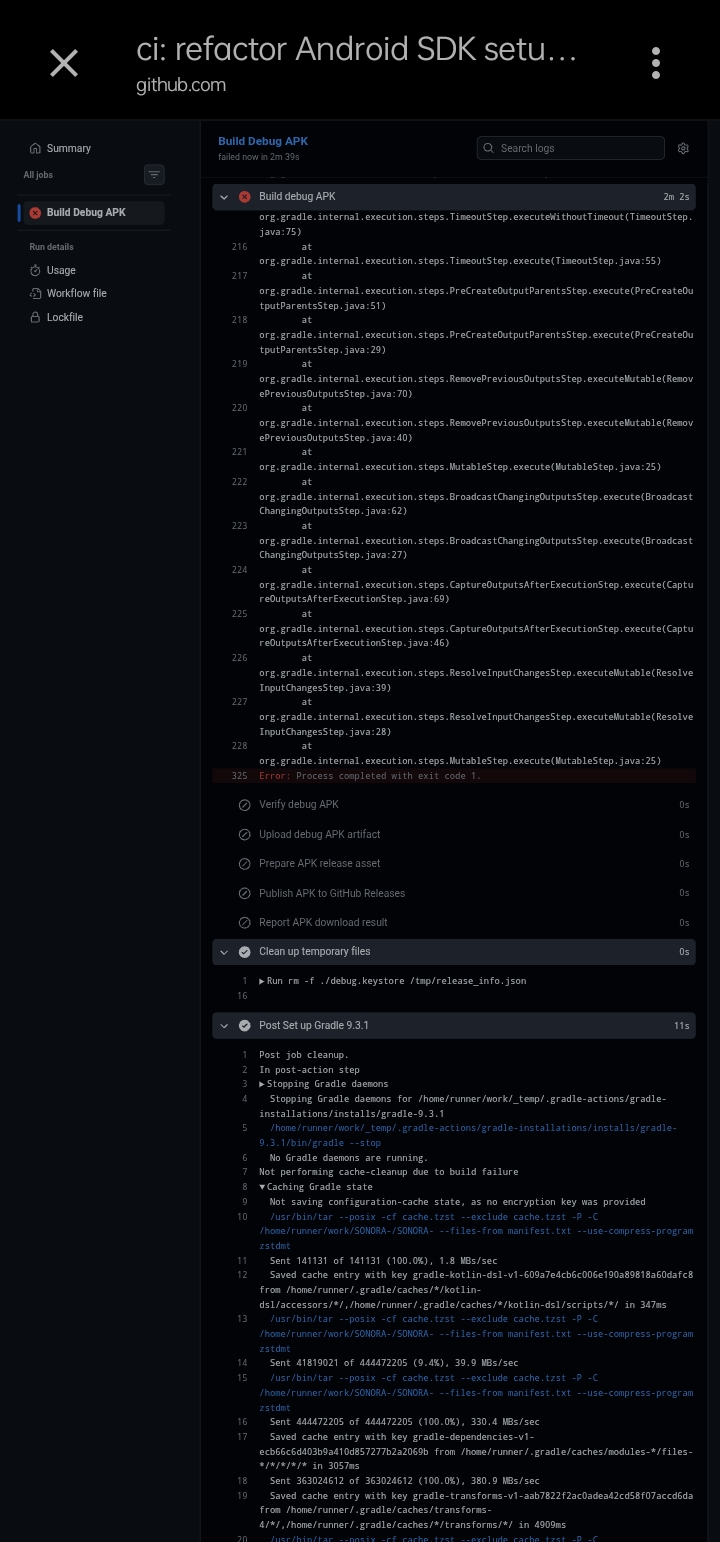 ci: refactor Android SDK setu...
github.com
Summary
All jobs
Build Debug APK
Run details
Usage
Workflow file
Lockfile
Build Debug APK
failed now in 2m 39s
Search logs
Build debug APK 2m 2s
org.gradle.internal.execution.steps.TimeoutStep.executeWithoutTimeout(TimeoutStep.
java:75)
216 at
org.gradle.internal.execution.steps.TimeoutStep.execute(TimeoutStep.java:55)
217 at
org.gradle.internal.execution.steps.PreCreateOutputParentsStep.execute(PreCreateOu
tputParentsStep.java:51)
218 at
org.gradle.internal.execution.steps.PreCreateOutputParentsStep.execute(PreCreateOu
tputParentsStep.java:29)
219 at
org.gradle.internal.execution.steps.RemovePreviousOutputsStep.executeMutable(Remov
ePreviousOutputsStep.java:70)
220 at
org.gradle.internal.execution.steps.RemovePreviousOutputsStep.executeMutable(Remov
ePreviousOutputsStep.java:40)
221 at
org.gradle.internal.execution.steps.MutableStep.execute(MutableStep.java:25)
222 at
org.gradle.internal.execution.steps.BroadcastChangingOutputsStep.execute(Broadcast
ChangingOutputsStep.java:62)
223 at
org.gradle.internal.execution.steps.BroadcastChangingOutputsStep.execute(Broadcast
ChangingOutputsStep.java:27)
224 at
org.gradle.internal.execution.steps.CaptureOutputsAfterExecutionStep.execute(Captu
reOutputsAfterExecutionStep.java:69)
225 at
org.gradle.internal.execution.steps.CaptureOutputsAfterExecutionStep.execute(Captu
reOutputsAfterExecutionStep.java:46)
226 at
org.gradle.internal.execution.steps.ResolveInputChangesStep.executeMutable(Resolve
InputChangesStep.java:39)
227 at
org.gradle.internal.execution.steps.ResolveInputChangesStep.executeMutable(Resolve
InputChangesStep.java:28)
228 at
org.gradle.internal.execution.steps.MutableStep.execute(MutableStep.java:25)
325 Error: Process completed with exit code 1.
Verify debug APK 0s
Upload debug APK artifact 0s
Prepare APK release asset 0s
Publish APK to GitHub Releases 0s
Report APK download result 0s
Clean up temporary files 0s
1 ▶Run rm -f ./debug.keystore /tmp/release_info.json
16
Post Set up Gradle 9.3.1 11s
1 Post job cleanup.
2 In post-action step
3 ▶Stopping Gradle daemons
4 Stopping Gradle daemons for /home/runner/work/_temp/.gradle-actions/gradle-
installations/installs/gradle-9.3.1
5 /home/runner/work/_temp/.gradle-actions/gradle-installations/installs/gradle-
9.3.1/bin/gradle --stop
6 No Gradle daemons are running.
7 Not performing cache-cleanup due to build failure
8 ▼Caching Gradle state
9 Not saving configuration-cache state, as no encryption key was provided
10 /usr/bin/tar --posix -cf cache.tzst --exclude cache.tzst -P -C
/home/runner/work/SONORA-/SONORA- --files-from manifest.txt --use-compress-program
zstdmt
11 Sent 141131 of 141131 (100.0%), 1.8 MBs/sec
12 Saved cache entry with key gradle-kotlin-dsl-v1-609a7e4cb6c006e190a89818a60dafc8
from /home/runner/.gradle/caches/*/kotlin-
dsl/accessors/*/,/home/runner/.gradle/caches/*/kotlin-dsl/scripts/*/ in 347ms
13 /usr/bin/tar --posix -cf cache.tzst --exclude cache.tzst -P -C
/home/runner/work/SONORA-/SONORA- --files-from manifest.txt --use-compress-program
zstdmt
14 Sent 41819021 of 444472205 (9.4%), 39.9 MBs/sec
15 /usr/bin/tar --posix -cf cache.tzst --exclude cache.tzst -P -C
/home/runner/work/SONORA-/SONORA- --files-from manifest.txt --use-compress-program
zstdmt
16 Sent 444472205 of 444472205 (100.0%), 330.4 MBs/sec
17 Saved cache entry with key gradle-dependencies-v1-
ecb66c6d403b9a410d857277b2a2069b from /home/runner/.gradle/caches/modules-*/files-
*/*/*/*/* in 3057ms
18 Sent 363024612 of 363024612 (100.0%), 380.9 MBs/sec
19 Saved cache entry with key gradle-transforms-v1-aab7822f2ac0adea42cd58f07accd6da
from /home/runner/.gradle/caches/transforms-
4/*/,/home/runner/.gradle/caches/*/transforms/*/ in 4909ms
20 /usr/bin/tar --posix -cf cache.tzst --exclude cache.tzst -P -C